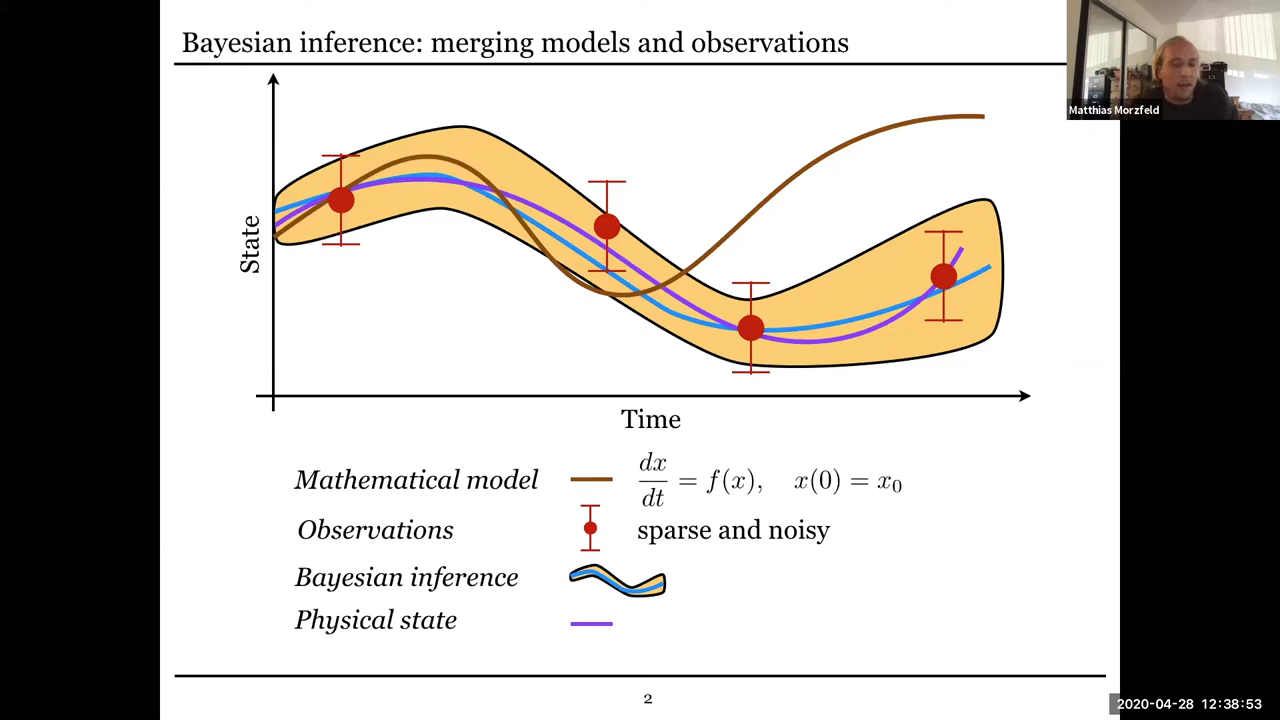 Bayesian inference: merging models and observations
Matthias Morzfeld
State
Time
Mathematical model dx/dt = f(x), x(0) = x₀
Observations sparse and noisy
Bayesian inference
Physical state
2
2020-04-28 12:38:53